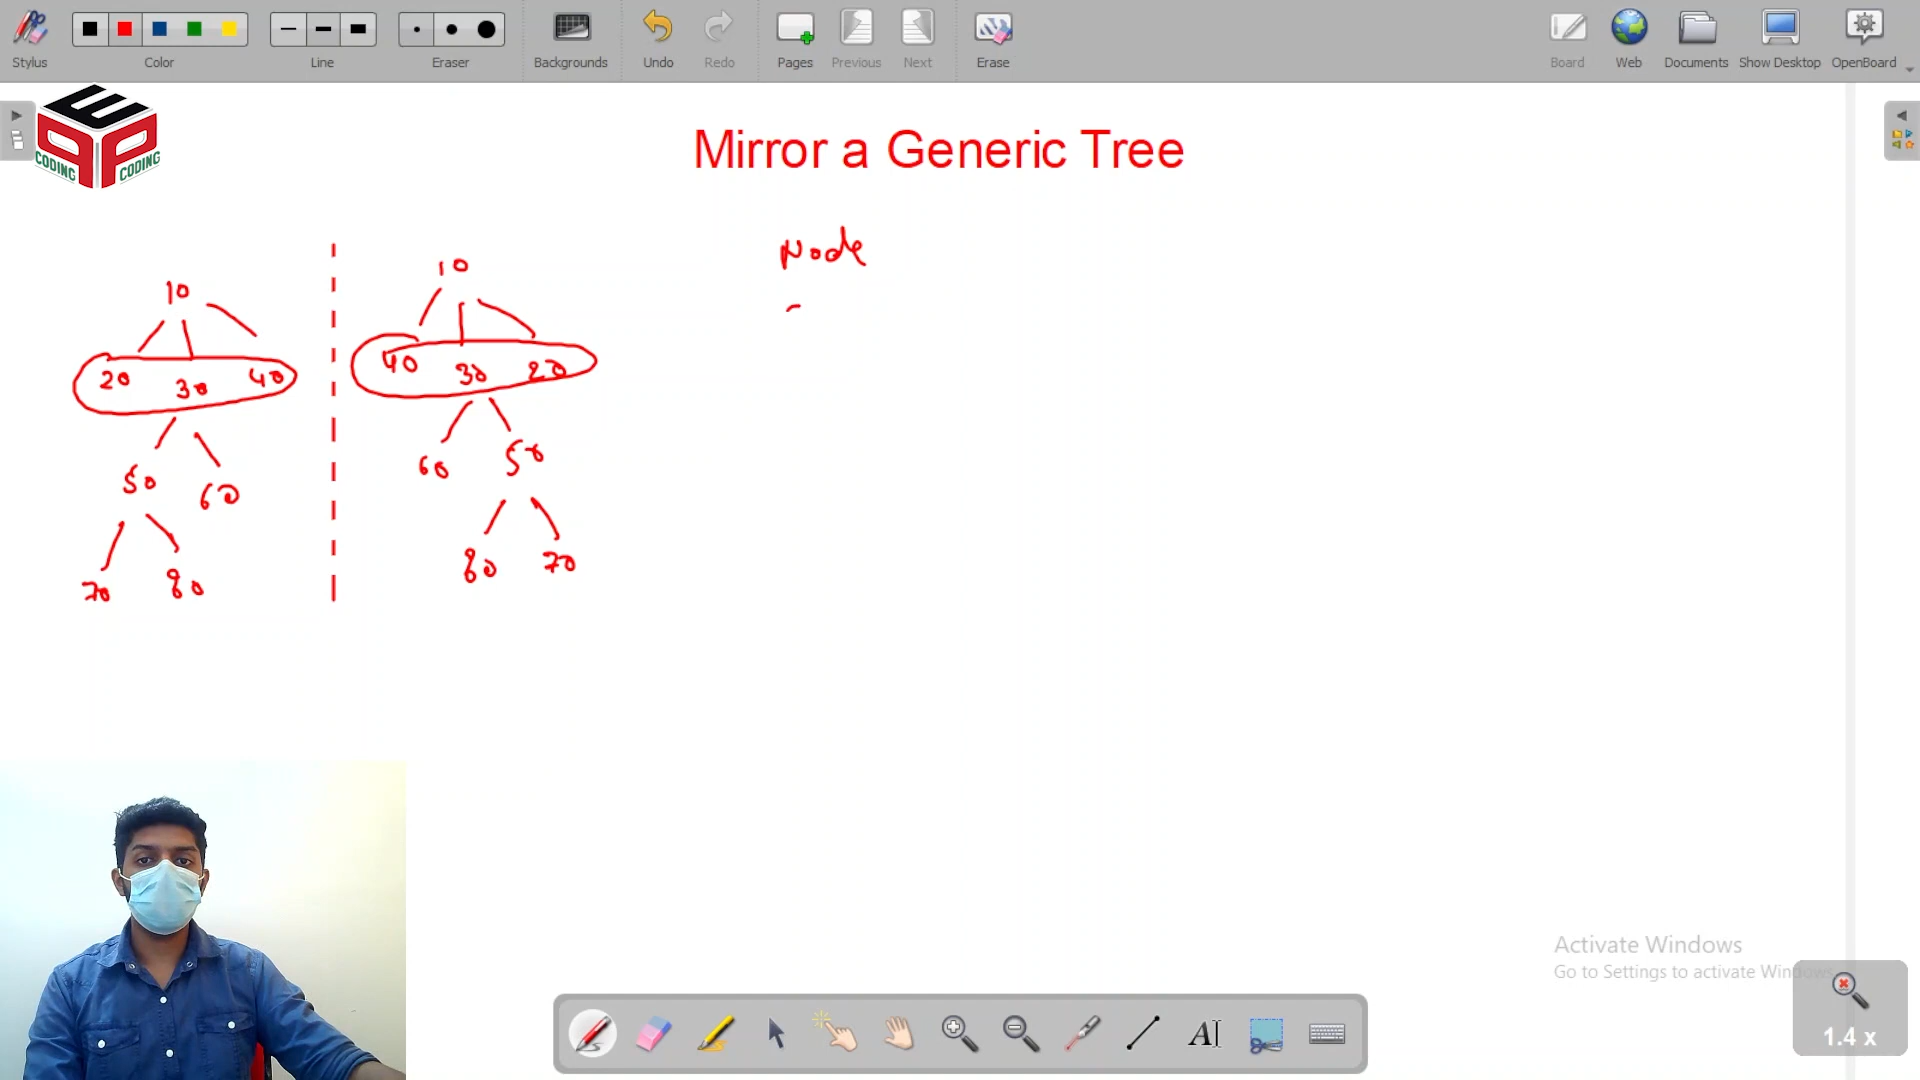 Stylus
Color
Line
Eraser
Backgrounds
Undo
Redo
Pages
Previous
Next
Erase
Board
Web
Documents
Show Desktop
OpenBoard
CODING
CODING
Mirror a Generic Tree
10
20 30 40
50 60
70 80
10
40 30 20
60 50
80 70
Node
Activate Windows
Go to Settings to activate Windows.
1.4 x